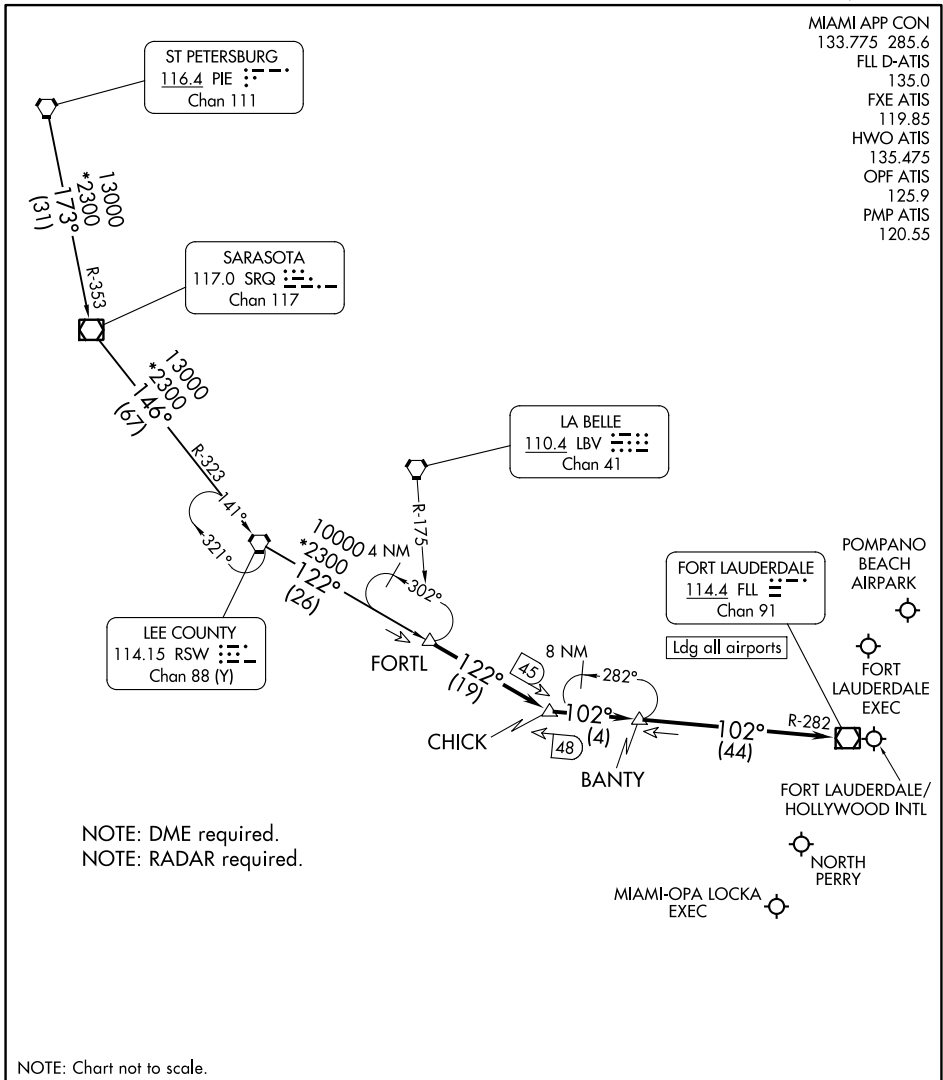 MIAMI APP CON
133.775 285.6
FLL D-ATIS
135.0
FXE ATIS
119.85
HWO ATIS
135.475
OPF ATIS
125.9
PMP ATIS
120.55
ST PETERSBURG
116.4 PIE
Chan 111
13000
*2300
173°
(31)
R-353
SARASOTA
117.0 SRQ
Chan 117
13000
*2300
146°
(67)
R-323
141°
321°
LA BELLE
110.4 LBV
Chan 41
R-175
10000
*2300
122°
(26)
4 NM
302°
LEE COUNTY
114.15 RSW
Chan 88 (Y)
FORTL
122°
(19)
45
8 NM
282°
CHICK
102°
(4)
48
BANTY
FORT LAUDERDALE
114.4 FLL
Chan 91
Ldg all airports
102°
(44)
R-282
POMPANO
BEACH
AIRPARK
FORT
LAUDERDALE
EXEC
FORT LAUDERDALE/
HOLLYWOOD INTL
NORTH
PERRY
MIAMI-OPA LOCKA
EXEC
NOTE: DME required.
NOTE: RADAR required.
NOTE: Chart not to scale.